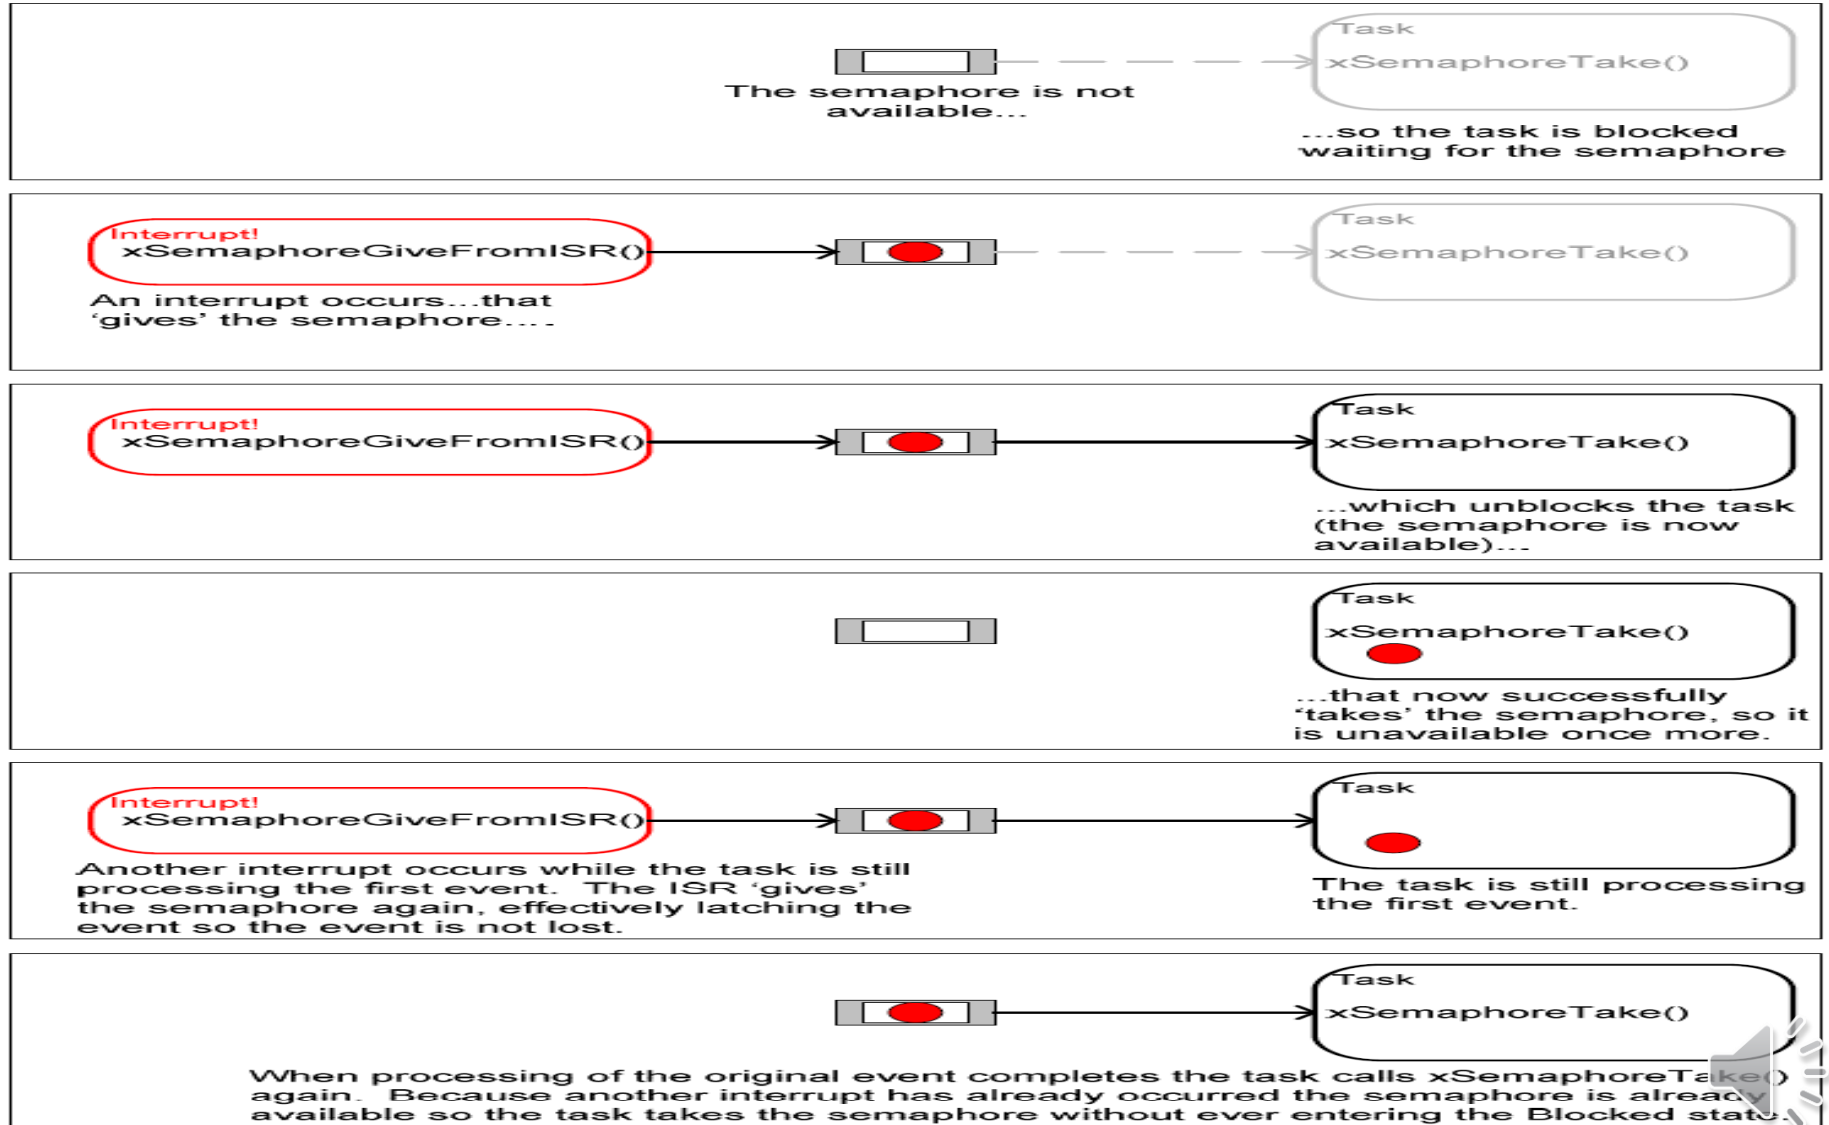 Task
xSemaphoreTake()
The semaphore is not
available...
...so the task is blocked
waiting for the semaphore
Interrupt!
xSemaphoreGiveFromISR()
Task
xSemaphoreTake()
An interrupt occurs...that
‘gives’ the semaphore....
Interrupt!
xSemaphoreGiveFromISR()
Task
xSemaphoreTake()
...which unblocks the task
(the semaphore is now
available)...
Task
xSemaphoreTake()
...that now successfully
‘takes’ the semaphore, so it
is unavailable once more.
Interrupt!
xSemaphoreGiveFromISR()
Task
Another interrupt occurs while the task is still
processing the first event.  The ISR ‘gives’
the semaphore again, effectively latching the
event so the event is not lost.
The task is still processing
the first event.
Task
xSemaphoreTake()
When processing of the original event completes the task calls xSemaphoreTake()
again.  Because another interrupt has already occurred the semaphore is already
available so the task takes the semaphore without ever entering the Blocked state.